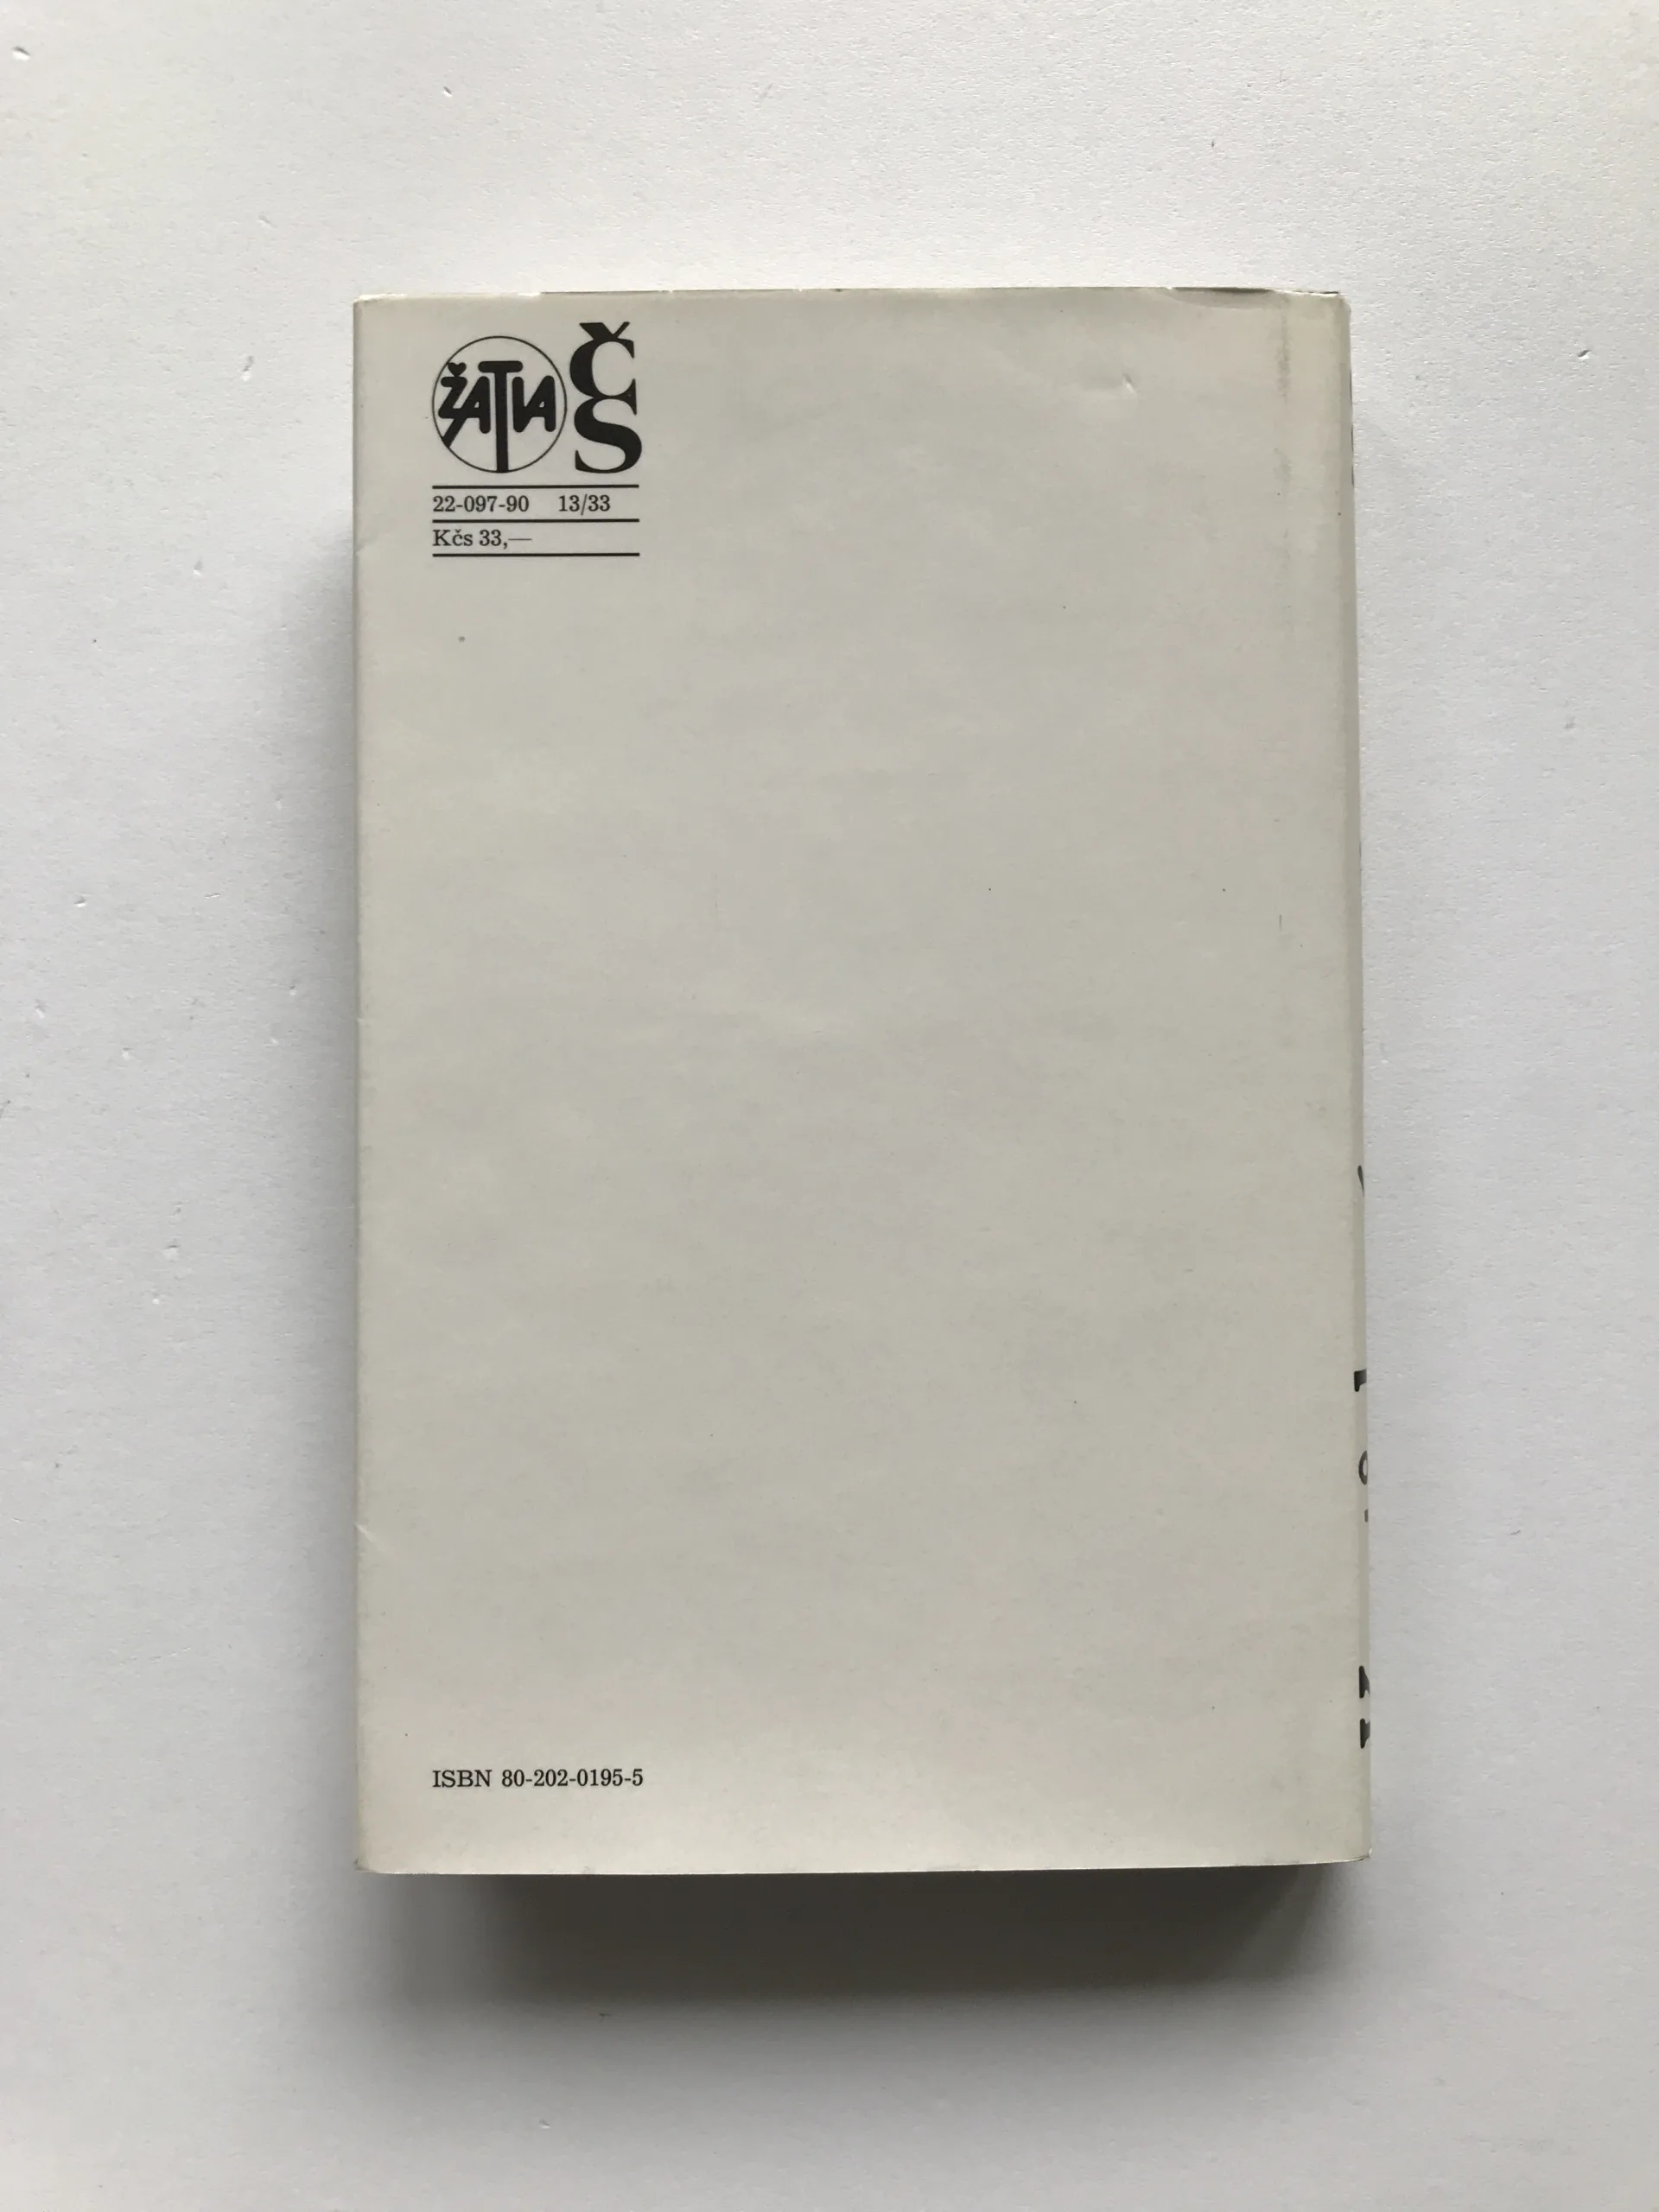 ŽATVA
ČS
22-097-90 13/33
Kčs 33,—
ISBN 80-202-0195-5